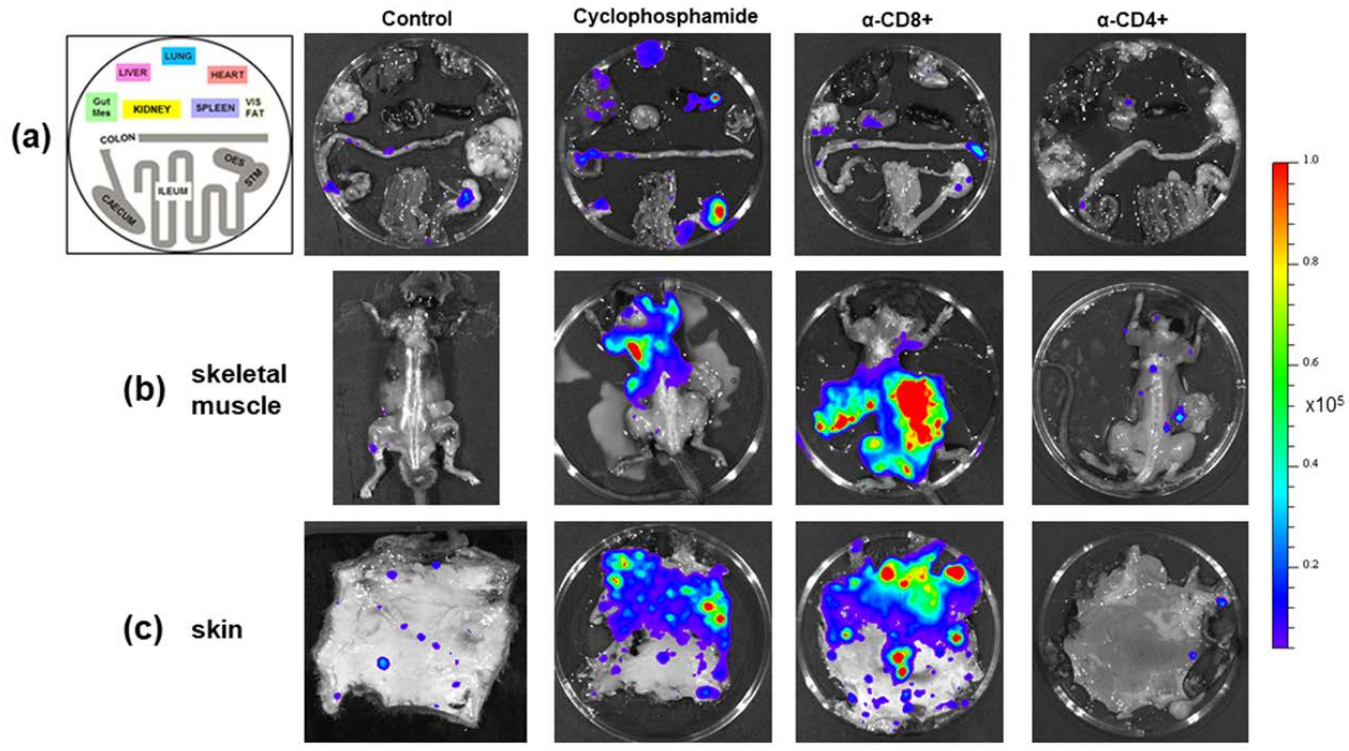 Control
Cyclophosphamide
α-CD8+
α-CD4+
(a)
LUNG
LIVER
HEART
Gut
Mes
KIDNEY
SPLEEN
VIS
FAT
COLON
OES
STM
ILEUM
CAECUM
(b)
skeletal
muscle
(c)
skin
1.0
0.8
0.6
x10⁵
0.4
0.2